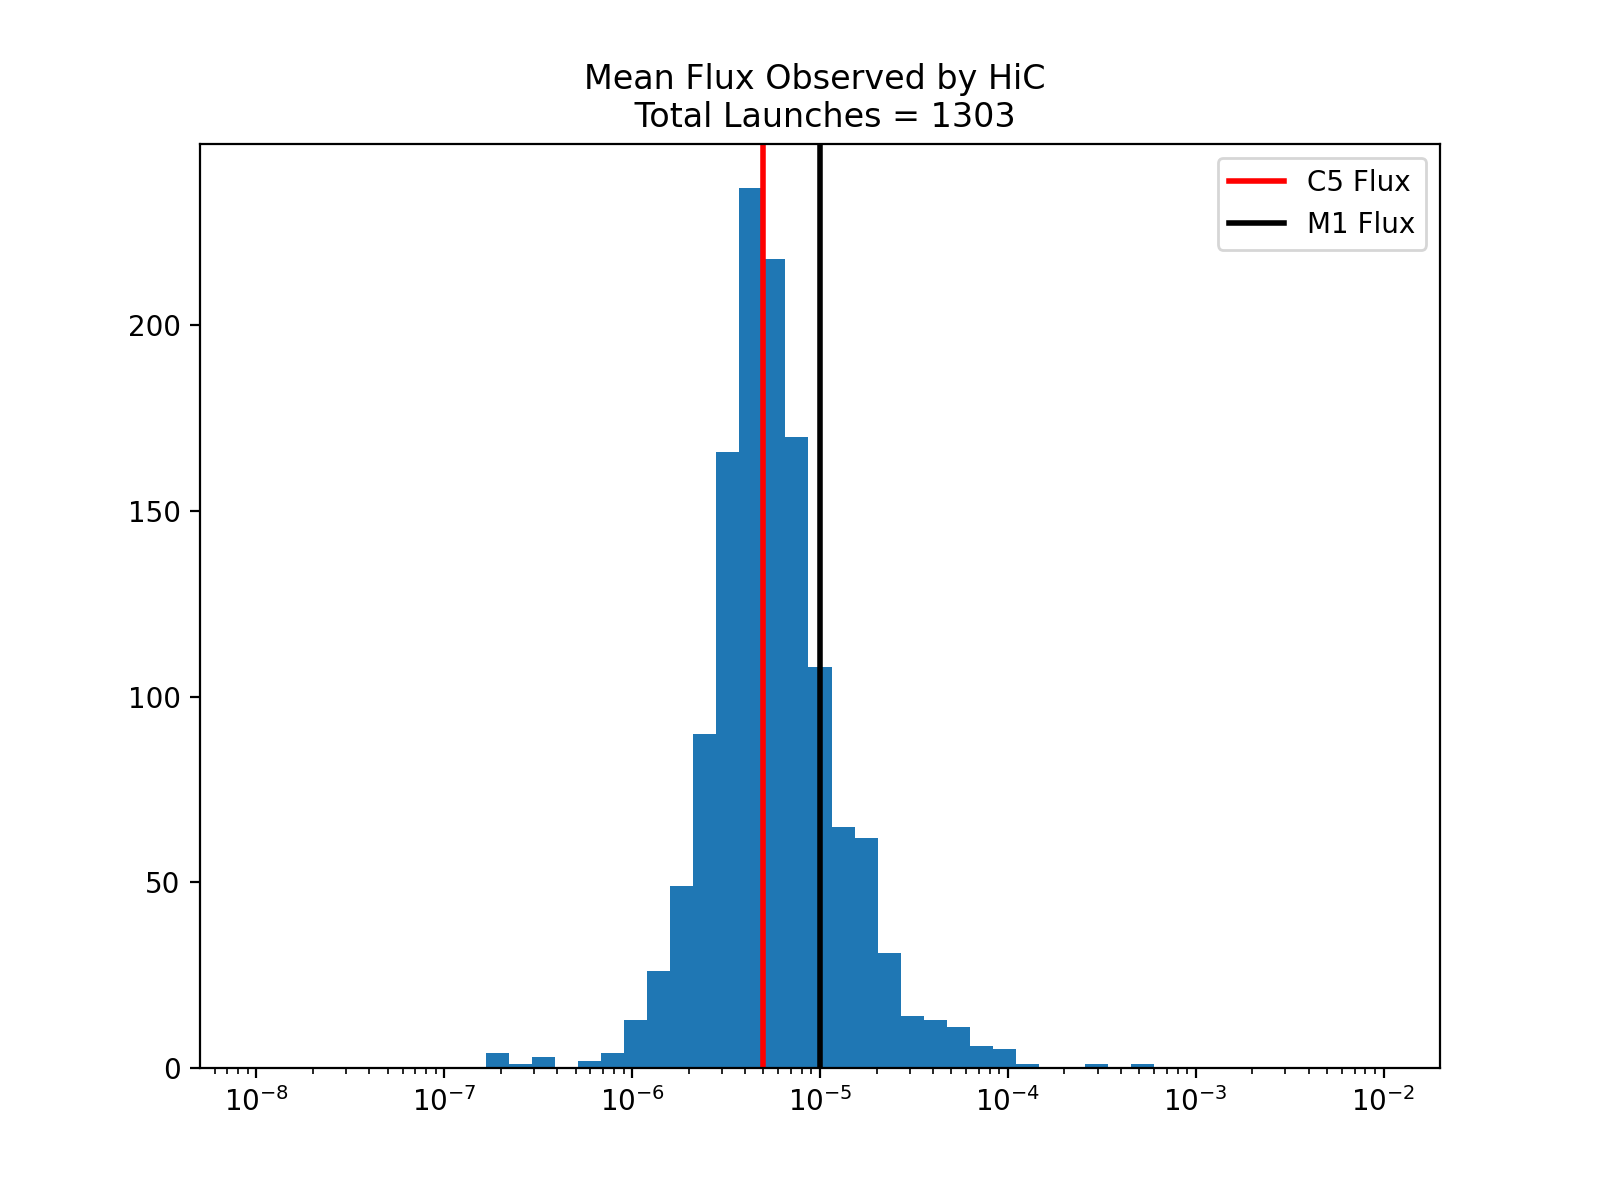 Mean Flux Observed by HiC
Total Launches = 1303
C5 Flux
M1 Flux
200
150
100
50
0
10⁻⁸ 10⁻⁷ 10⁻⁶ 10⁻⁵ 10⁻⁴ 10⁻³ 10⁻²